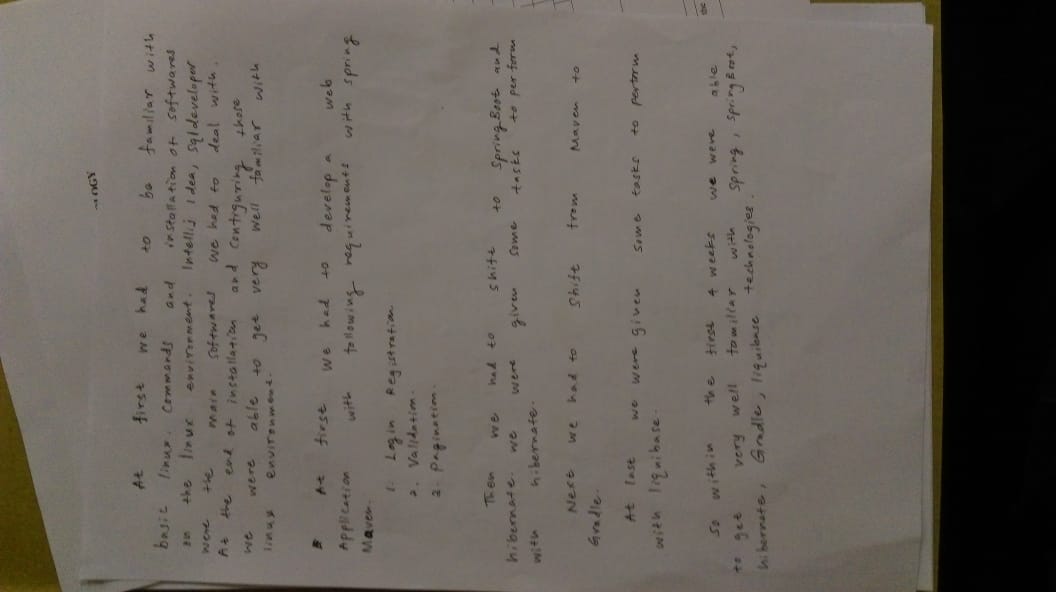 OGY
At first we had to be familiar with
basic linux. Commands and installation of softwares
on the linux environment. Intellij Idea, sqldeveloper
were the main softwares we had to deal with.
At the end of installation and configuring those
we were able to get very well familiar with
linux environment.
At first we had to develop a web
Application with following requirements with spring
Maven.
1. Login Registration
2. Validation.
3. Pagination.
Then we had to shift to Spring Boot and
hibernate. we were given some tasks to perform
with hibernate.
Next we had to shift from Maven to
Gradle.
At last we were given some tasks to perform
with liquibase.
So within the first 4 weeks we were able
to get very well familiar with Spring, Spring Boot,
hibernate, Gradle, liquibase technologies.